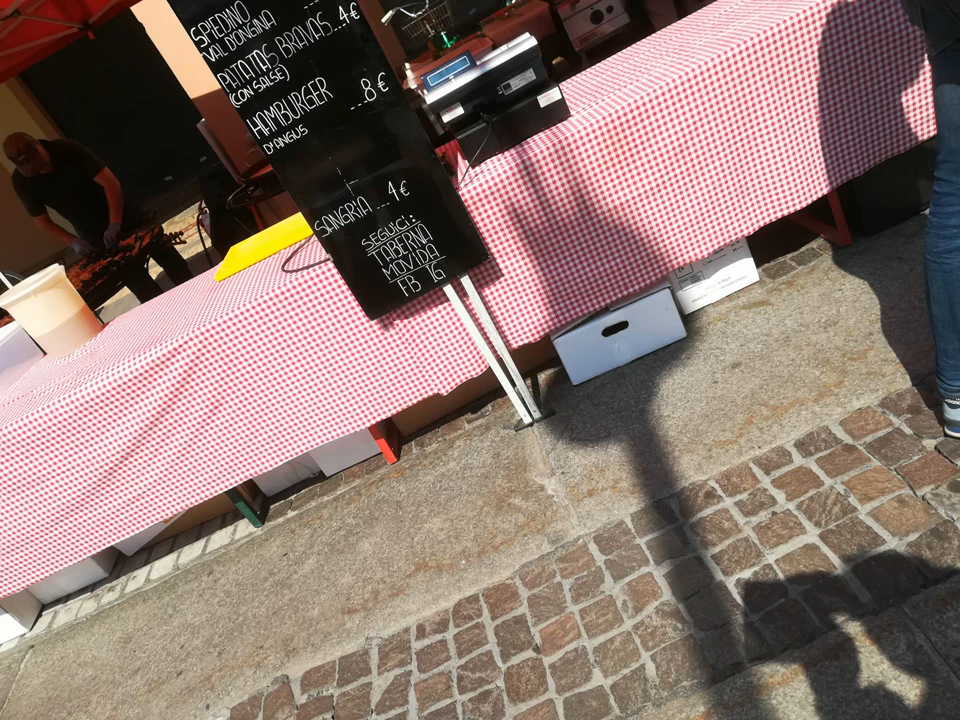 SPIEDINO
VAL D'ONGINA
PATATAS BRAVAS...4€
(CON SALSE)
HAMBURGER ...8€
D'ANGUS
SANGRIA ...4€
SEGUICI:
TABERNA
MOVIDA
FB IG